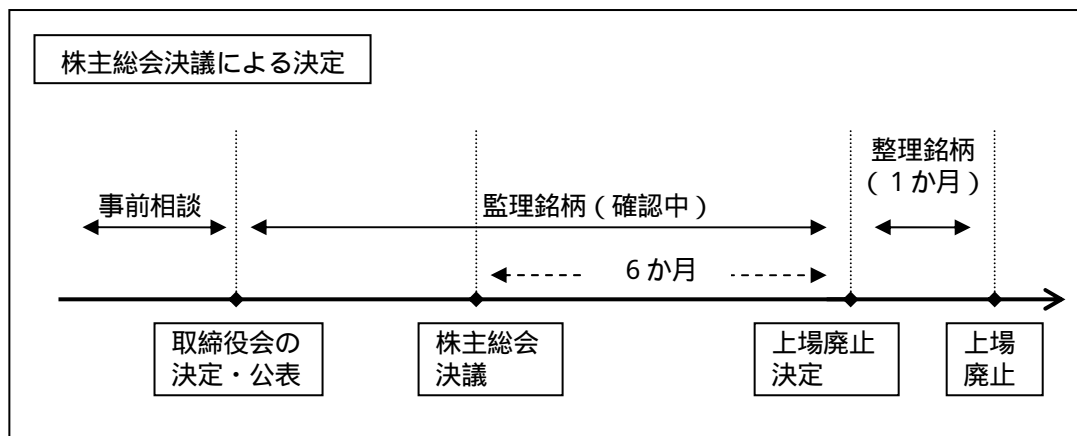 株主総会決議による決定
整理銘柄
(１か月)
事前相談
監理銘柄(確認中)
６か月
取締役会の
決定・公表
株主総会
決議
上場廃止
決定
上場
廃止